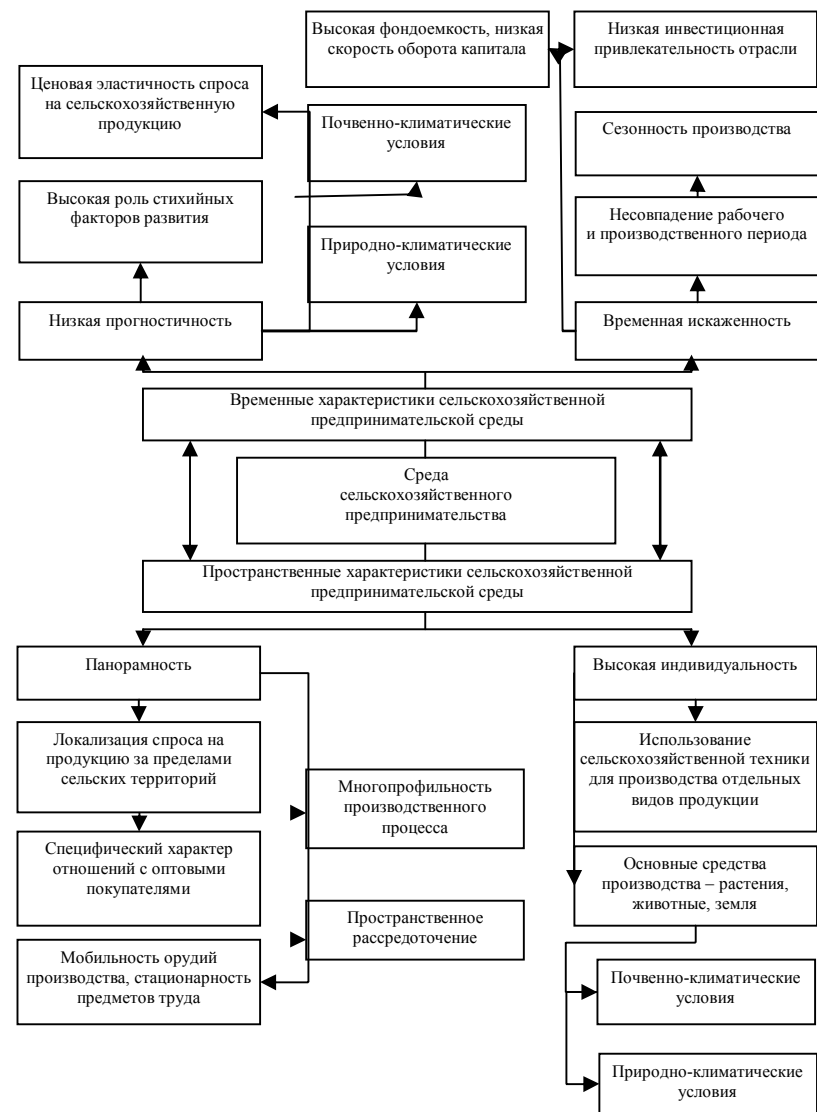 Высокая фондоемкость, низкая
скорость оборота капитала
Низкая инвестиционная
привлекательность отрасли
Ценовая эластичность спроса
на сельскохозяйственную
продукцию
Почвенно-климатические
условия
Сезонность производства
Высокая роль стихийных
факторов развития
Природно-климатические
условия
Несовпадение рабочего
и производственного периода
Низкая прогностичность
Временная искаженность
Временные характеристики сельскохозяйственной
предпринимательской среды
Среда
сельскохозяйственного
предпринимательства
Пространственные характеристики сельскохозяйственной
предпринимательской среды
Панорамность
Высокая индивидуальность
Локализация спроса на
продукцию за пределами
сельских территорий
Использование
сельскохозяйственной техники
для производства отдельных
видов продукции
Многопрофильность
производственного
процесса
Специфический характер
отношений с оптовыми
покупателями
Основные средства
производства – растения,
животные, земля
Пространственное
рассредоточение
Мобильность орудий
производства, стационарность
предметов труда
Почвенно-климатические
условия
Природно-климатические
условия